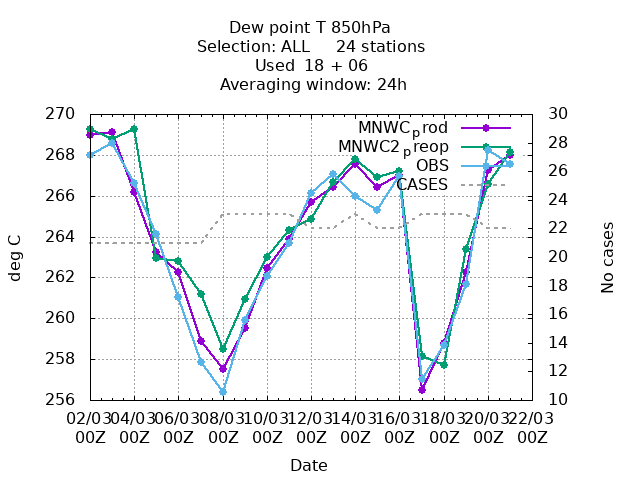 Dew point T 850hPa
Selection: ALL 24 stations
Used 18 + 06
Averaging window: 24h
270 30
MNWCprod
28
MNWC2preop
268
OBS
26
CASES
266 24
264 22
20
262 18
16
260 14
258 12
256 10
deg C
No cases
02/03 04/03 06/03 08/03 10/03 12/03 14/03 16/03 18/03 20/03 22/03
00Z 00Z 00Z 00Z 00Z 00Z 00Z 00Z 00Z 00Z 00Z
Date